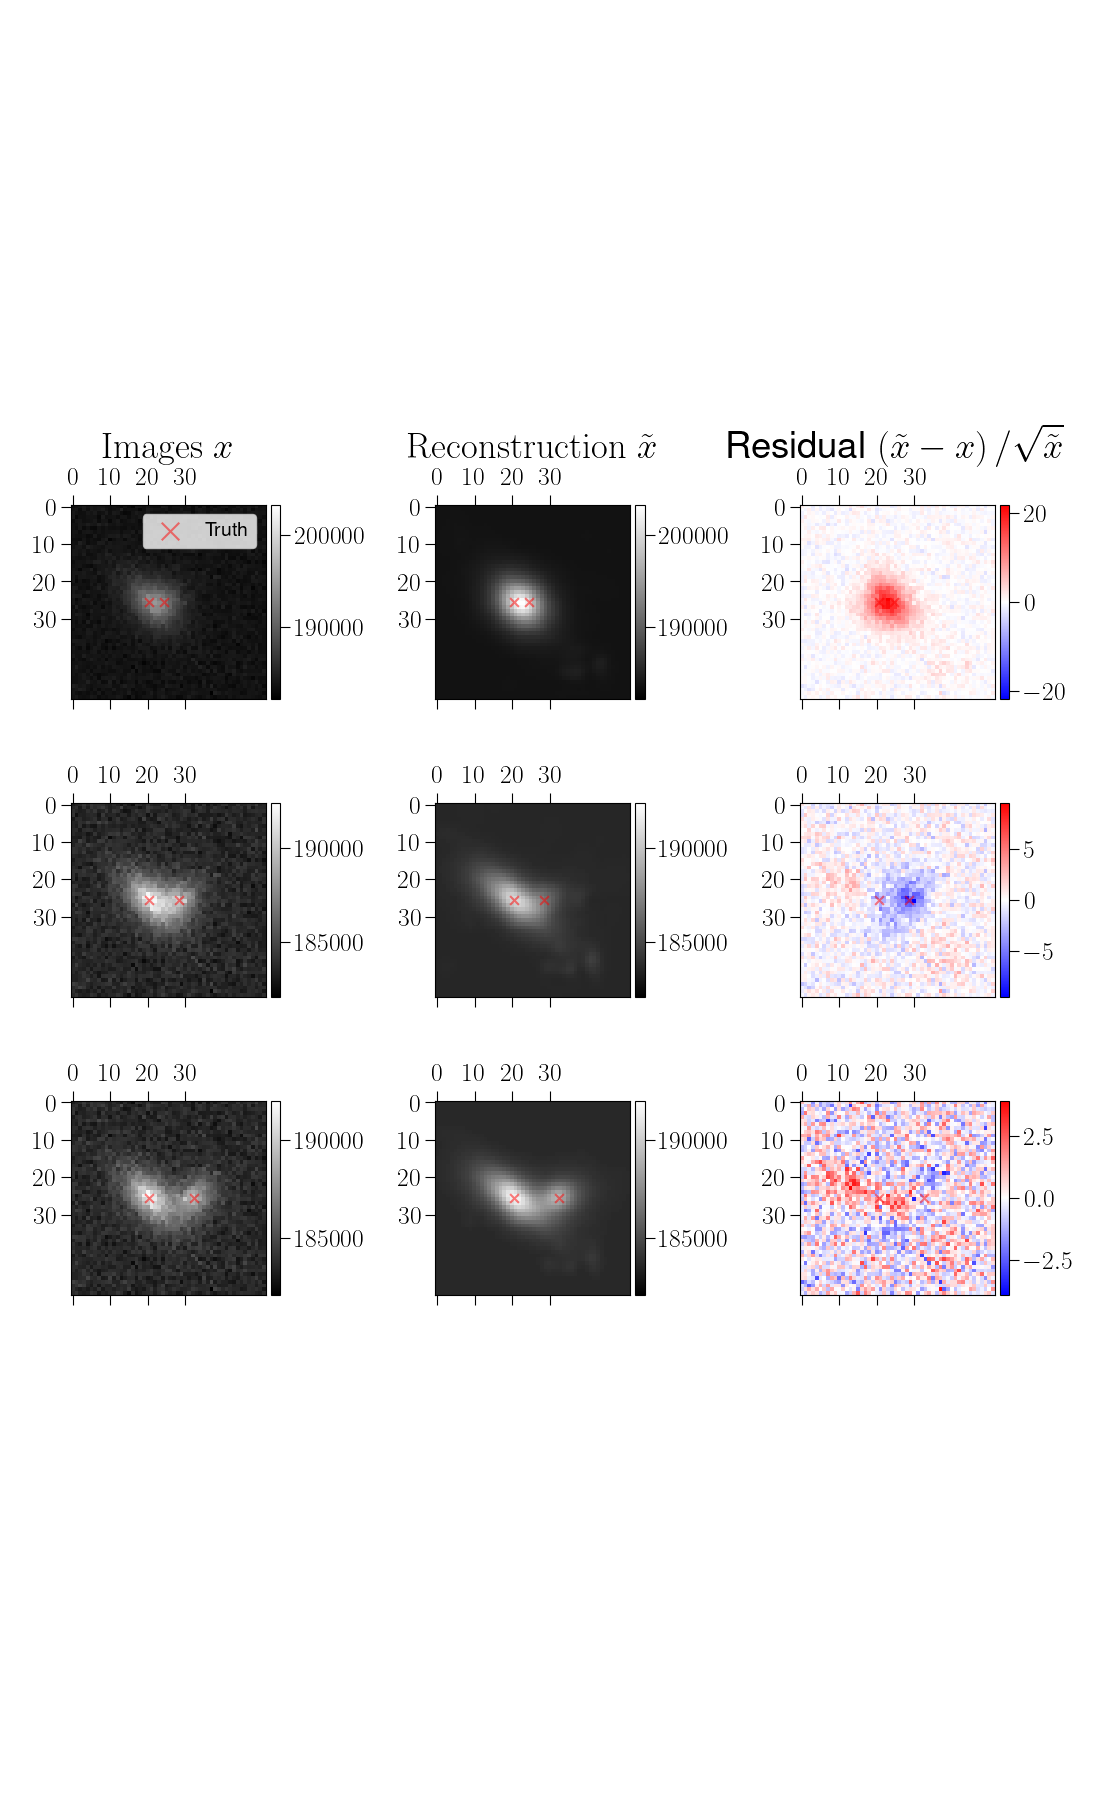 Images x Reconstruction x̃ Residual (x̃ − x) /√x̃
0 10 20 30 0 10 20 30 0 10 20 30
0 10 20 30 Truth 200000 190000 0 10 20 30 200000 190000 0 10 20 30 20 0 −20
0 10 20 30 0 10 20 30 0 10 20 30
0 10 20 30 190000 185000 0 10 20 30 190000 185000 0 10 20 30 5 0 −5
0 10 20 30 0 10 20 30 0 10 20 30
0 10 20 30 190000 185000 0 10 20 30 190000 185000 0 10 20 30 2.5 0.0 −2.5